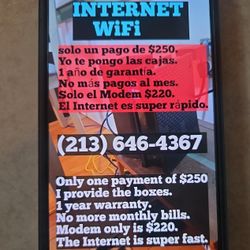 INTERNET
WiFi
solo un pago de $250.
Yo te pongo las cajas.
1 año de garantía.
No más pagos al mes.
Solo el Modem $220.
El Internet es super rápido.
(213) 646-4367
Only one payment of $250
I provide the boxes.
1 year warranty.
No more monthly bills.
Modem only is $220.
The Internet is super fast.